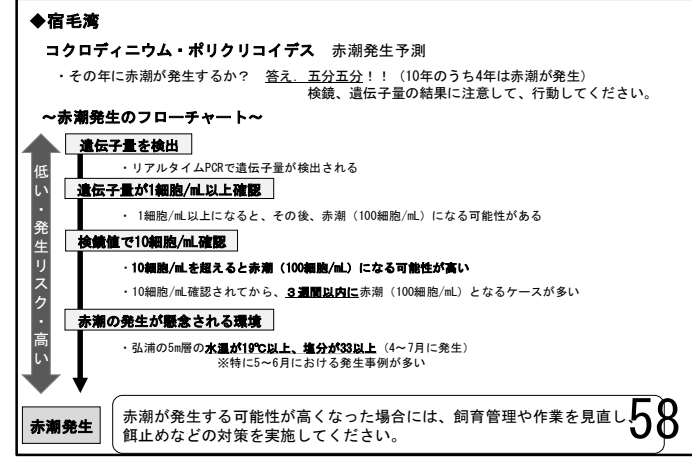 ◆宿毛湾
コクロディニウム・ポリクリコイデス 赤潮発生予測
・その年に赤潮が発生するか？ 答え. 五分五分！！（10年のうち4年は赤潮が発生）
検鏡、遺伝子量の結果に注意して、行動してください。
～赤潮発生のフローチャート～
遺伝子量を検出
・リアルタイムPCRで遺伝子量が検出される
遺伝子量が1細胞/mL以上確認
・ 1細胞/mL以上になると、その後、赤潮（100細胞/mL）になる可能性がある
検鏡値で10細胞/mL確認
・10細胞/mLを超えると赤潮（100細胞/mL）になる可能性が高い
・10細胞/mL確認されてから、３週間以内に赤潮（100細胞/mL）となるケースが多い
赤潮の発生が懸念される環境
・弘浦の5m層の水温が19℃以上、塩分が33以上（4～7月に発生）
※特に5～6月における発生事例が多い
低い・発生リスク・高い
赤潮発生
赤潮が発生する可能性が高くなった場合には、飼育管理や作業を見直し、
餌止めなどの対策を実施してください。
58